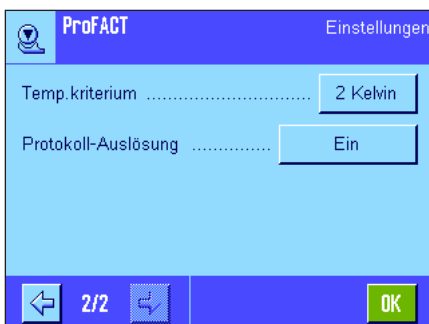 ProFACT Einstellungen
Temp.kriterium .............................. 2 Kelvin
Protokoll-Auslösung ............... Ein
2/2 OK